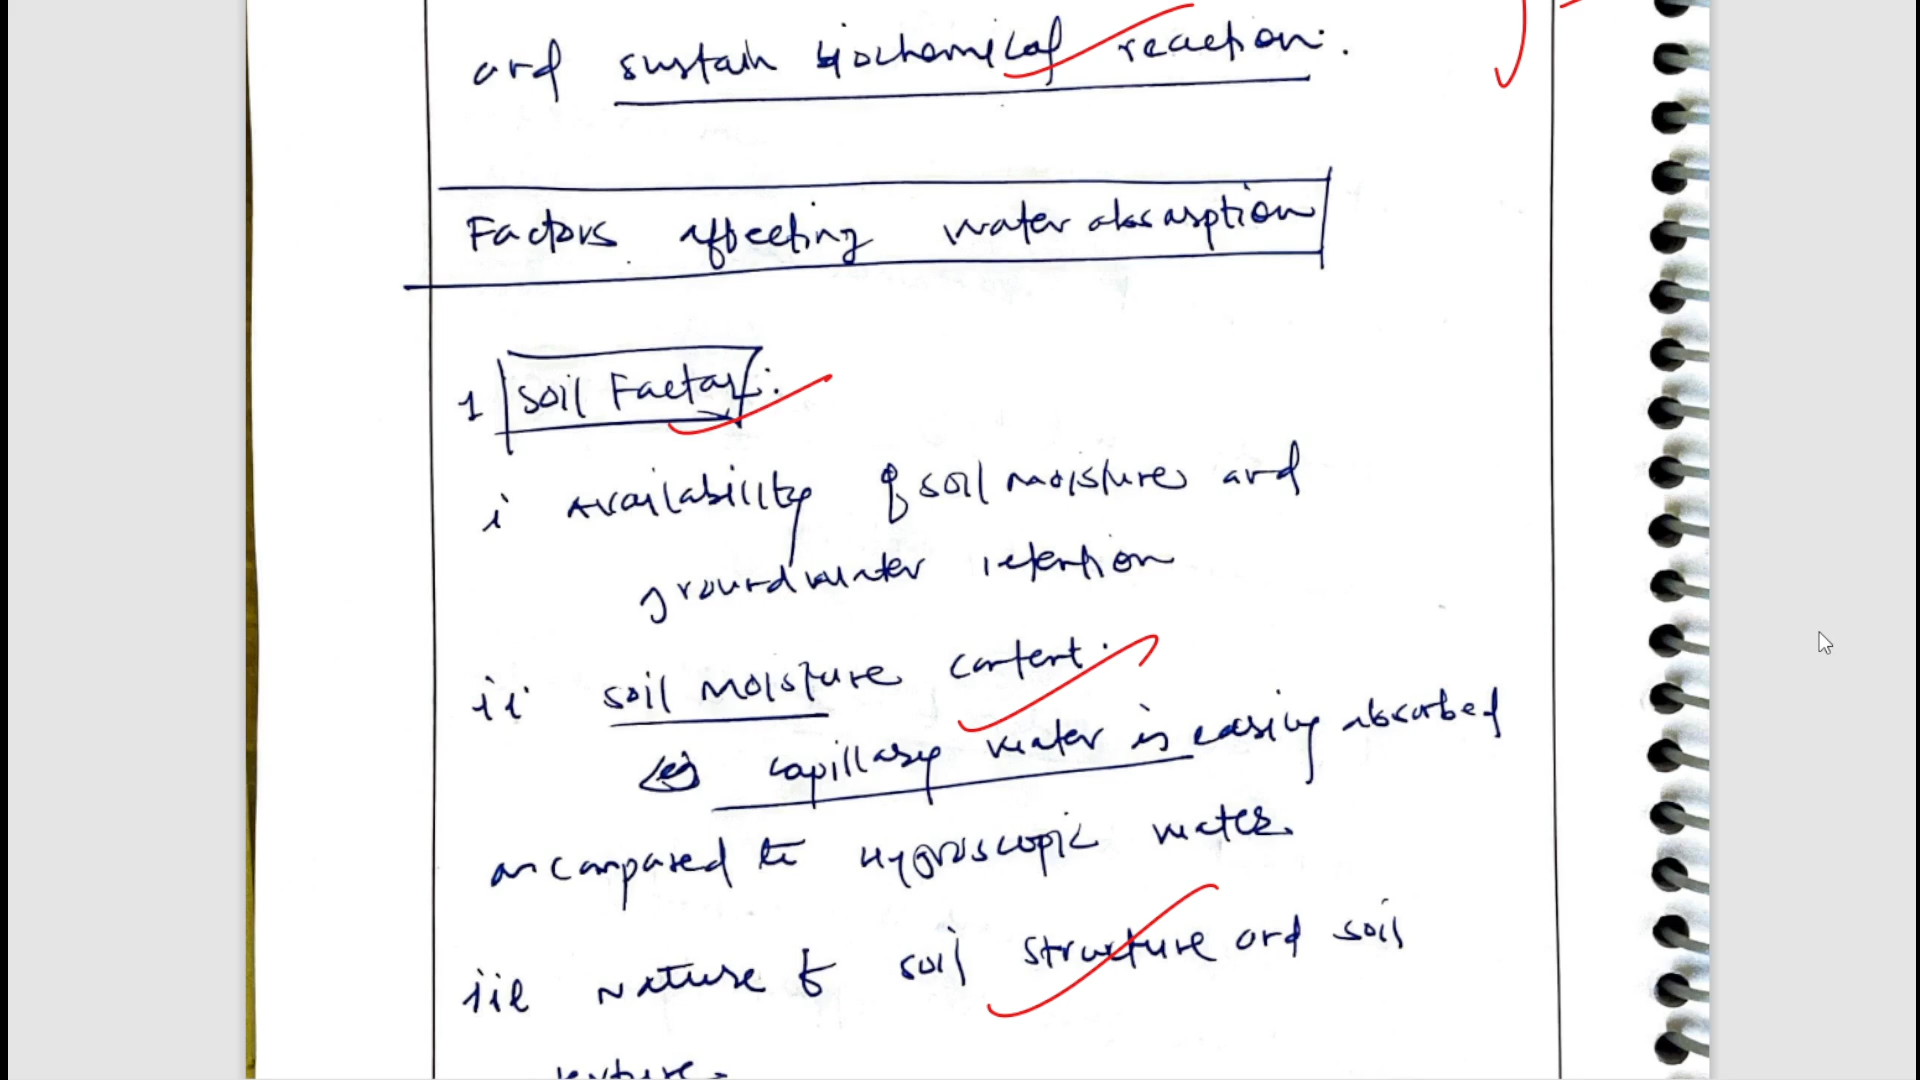 and sustain biochemical reaction.
Factors affecting water absorption
1 Soil Factor:
i Availability of soil moisture and
groundwater retention
ii soil moisture content.
eg capillary water is easily absorbed
as compared to Hygroscopic water.
iii Nature of soil structure and soil
texture.